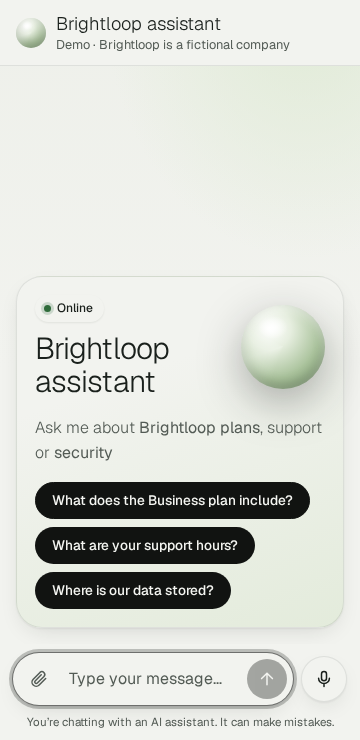 Brightloop assistant
Demo · Brightloop is a fictional company
Online
Brightloop
assistant
Ask me about Brightloop plans, support
or security
What does the Business plan include?
What are your support hours?
Where is our data stored?
Type your message...
You're chatting with an AI assistant. It can make mistakes.